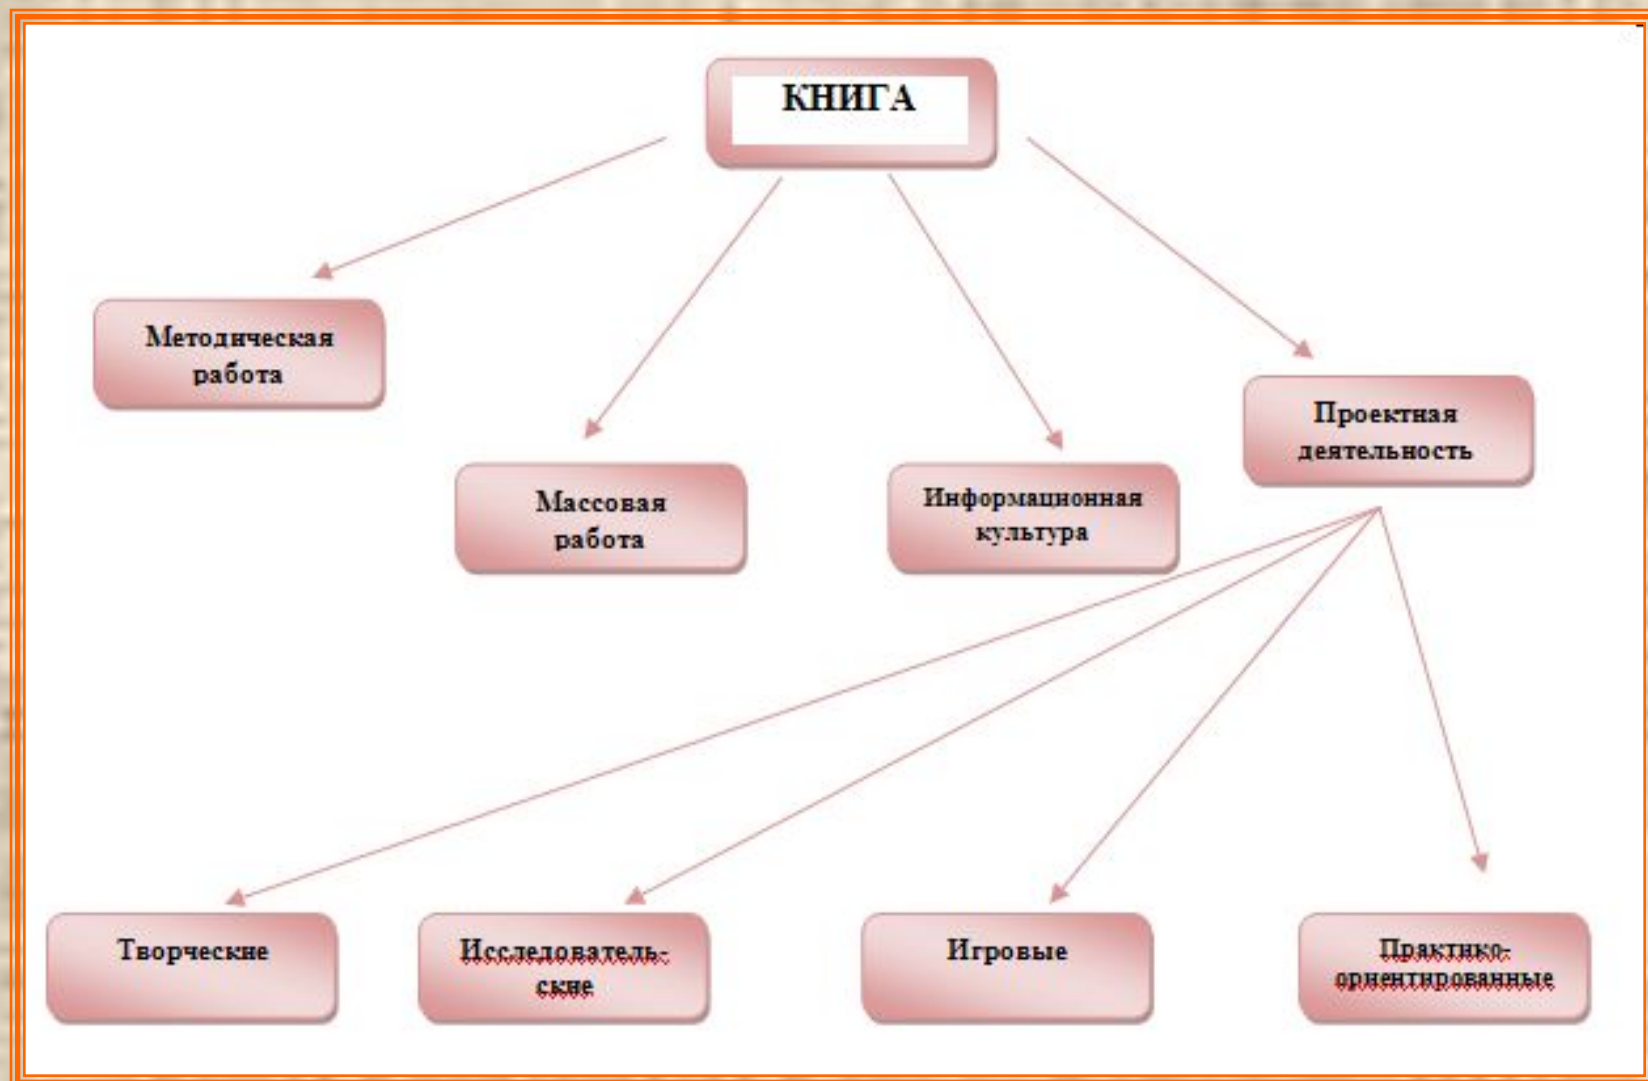 КНИГА
Методическая
работа
Массовая
работа
Информационная
культура
Проектная
деятельность
Творческие
Исследователь-
ские
Игровые
Практико-
ориентированные